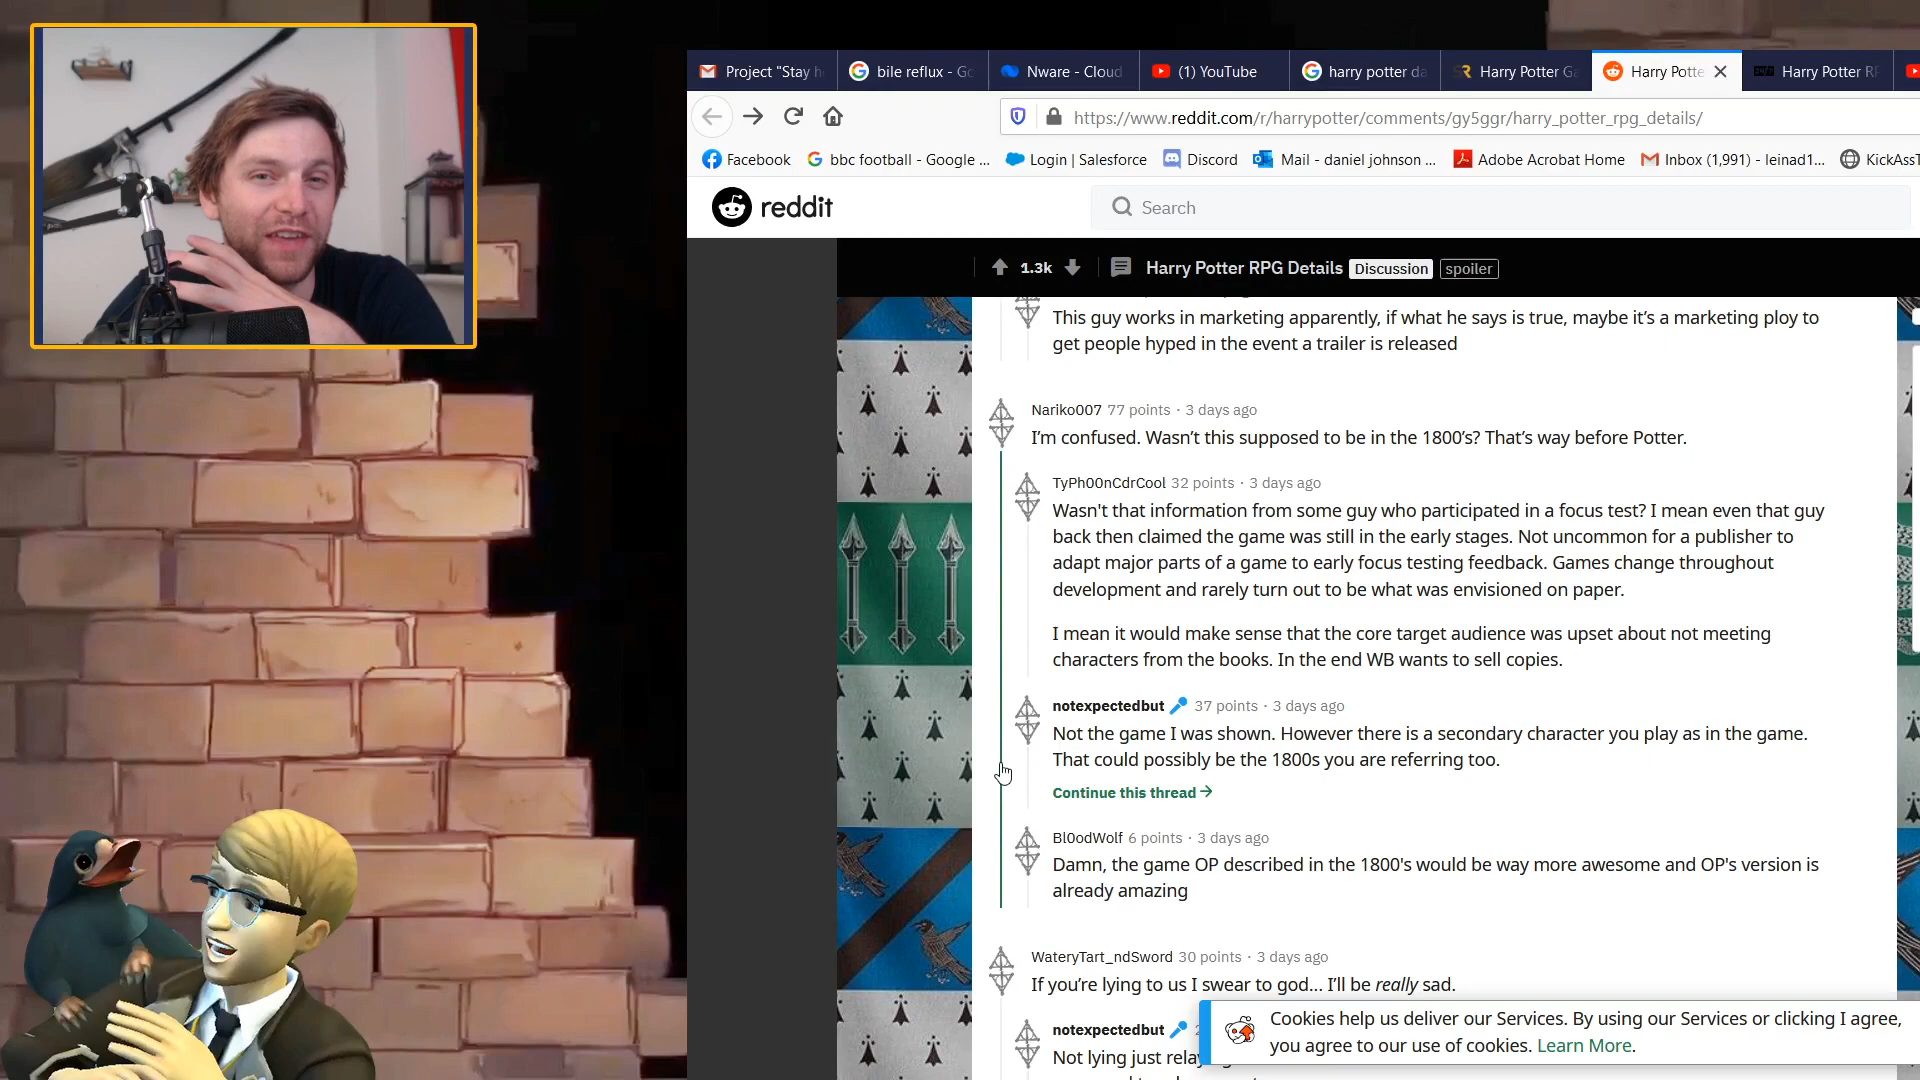 Project "Stay h
bile reflux - Go
Nware - Cloud
(1) YouTube
harry potter da
Harry Potter Ga
Harry Potte
Harry Potter RP
https://www.reddit.com/r/harrypotter/comments/gy5ggr/harry_potter_rpg_details/
Facebook
bbc football - Google ...
Login | Salesforce
Discord
Mail - daniel johnson ...
Adobe Acrobat Home
Inbox (1,991) - leinad1...
KickAssT
reddit
Search
1.3k
Harry Potter RPG Details Discussion spoiler
This guy works in marketing apparently, if what he says is true, maybe it's a marketing ploy to
get people hyped in the event a trailer is released
Nariko007 77 points · 3 days ago
I'm confused. Wasn't this supposed to be in the 1800's? That's way before Potter.
TyPh00nCdrCool 32 points · 3 days ago
Wasn't that information from some guy who participated in a focus test? I mean even that guy
back then claimed the game was still in the early stages. Not uncommon for a publisher to
adapt major parts of a game to early focus testing feedback. Games change throughout
development and rarely turn out to be what was envisioned on paper.
I mean it would make sense that the core target audience was upset about not meeting
characters from the books. In the end WB wants to sell copies.
notexpectedbut 37 points · 3 days ago
Not the game I was shown. However there is a secondary character you play as in the game.
That could possibly be the 1800s you are referring too.
Continue this thread
Bl0odWolf 6 points · 3 days ago
Damn, the game OP described in the 1800's would be way more awesome and OP's version is
already amazing
WateryTart_ndSword 30 points · 3 days ago
If you're lying to us I swear to god... I'll be really sad.
notexpectedbut
Not lying just
Cookies help us deliver our Services. By using our Services or clicking I agree,
you agree to our use of cookies. Learn More.